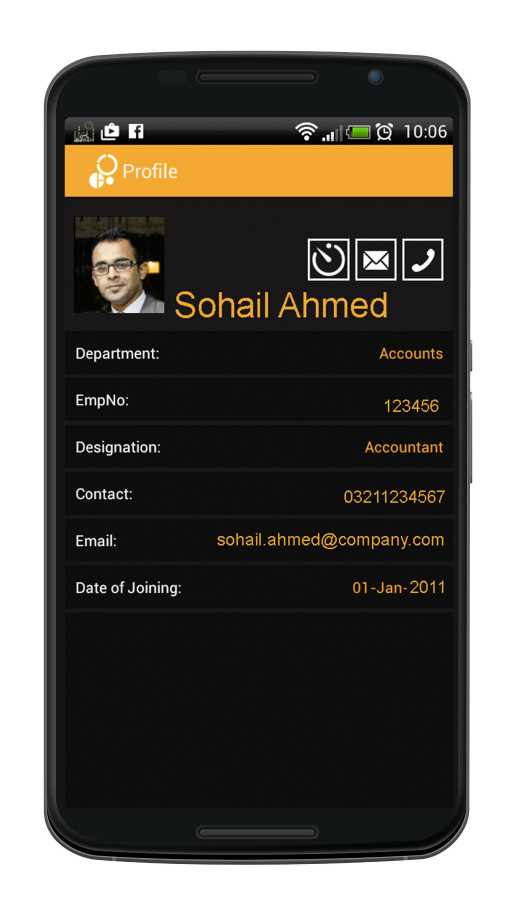 10:06
Profile
Sohail Ahmed
Department: Accounts
EmpNo: 123456
Designation: Accountant
Contact: 03211234567
Email: sohail.ahmed@company.com
Date of Joining: 01-Jan-2011